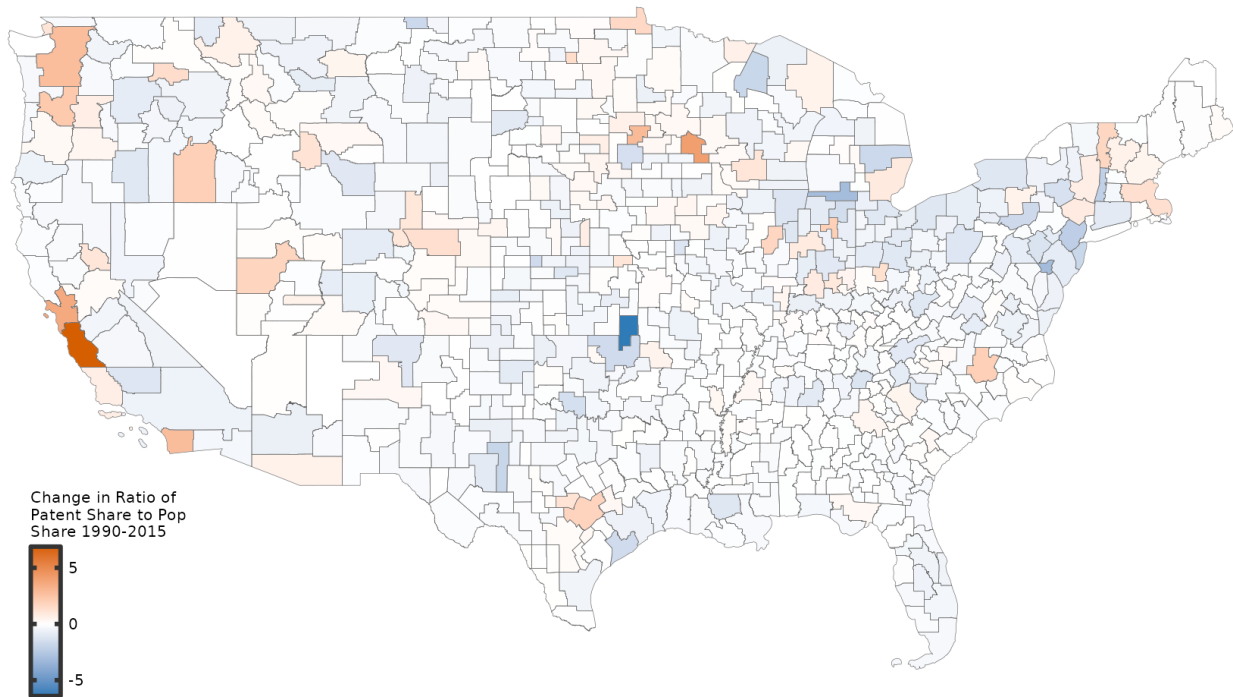 Change in Ratio of
Patent Share to Pop
Share 1990-2015
5
0
-5